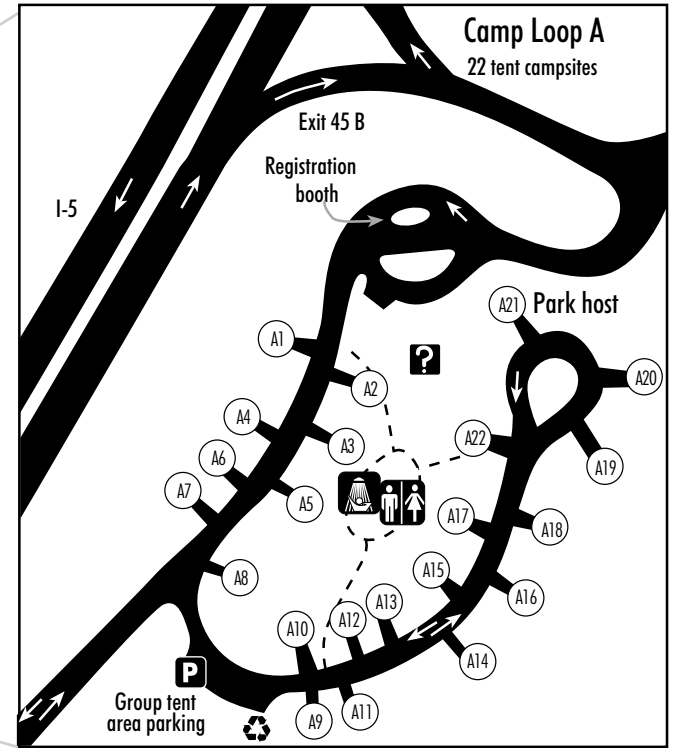 Camp Loop A
22 tent campsites
Exit 45 B
Registration
booth
I-5
A21
Park host
A1
?
A20
A2
A4
A3
A22
A6
A19
A7
A5
A17
A18
A15
A8
A16
A13
A12
A10
A14
P
Group tent
area parking
A11
A9